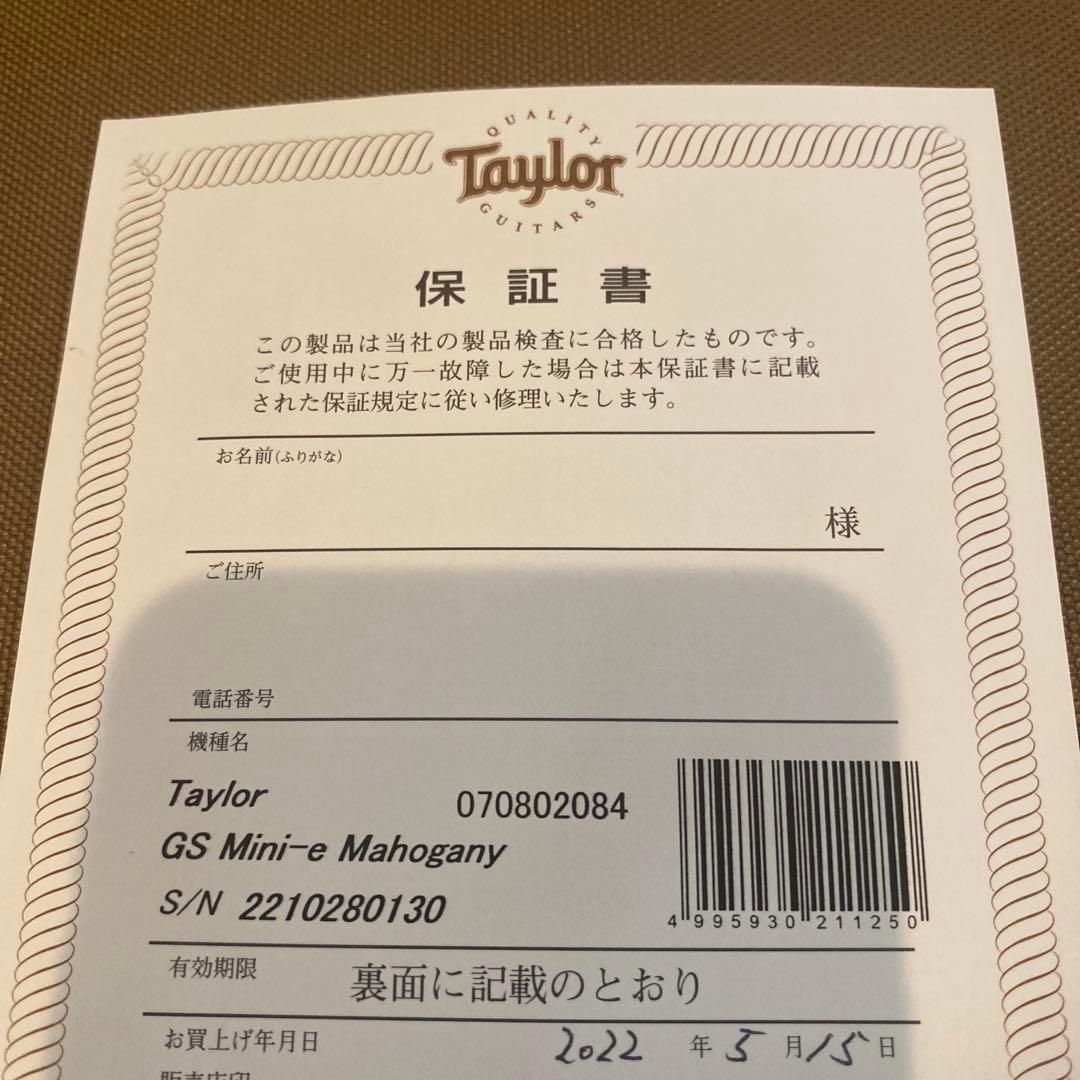 QUALITY
Taylor
GUITARS
保証書
この製品は当社の製品検査に合格したものです。
ご使用中に万一故障した場合は本保証書に記載
された保証規定に従い修理いたします。
お名前(ふりがな)
様
ご住所
電話番号
機種名
Taylor 070802084
GS Mini-e Mahogany
S/N 2210280130
4995930211250
有効期限 裏面に記載のとおり
お買上げ年月日 2022 年 5 月 15 日